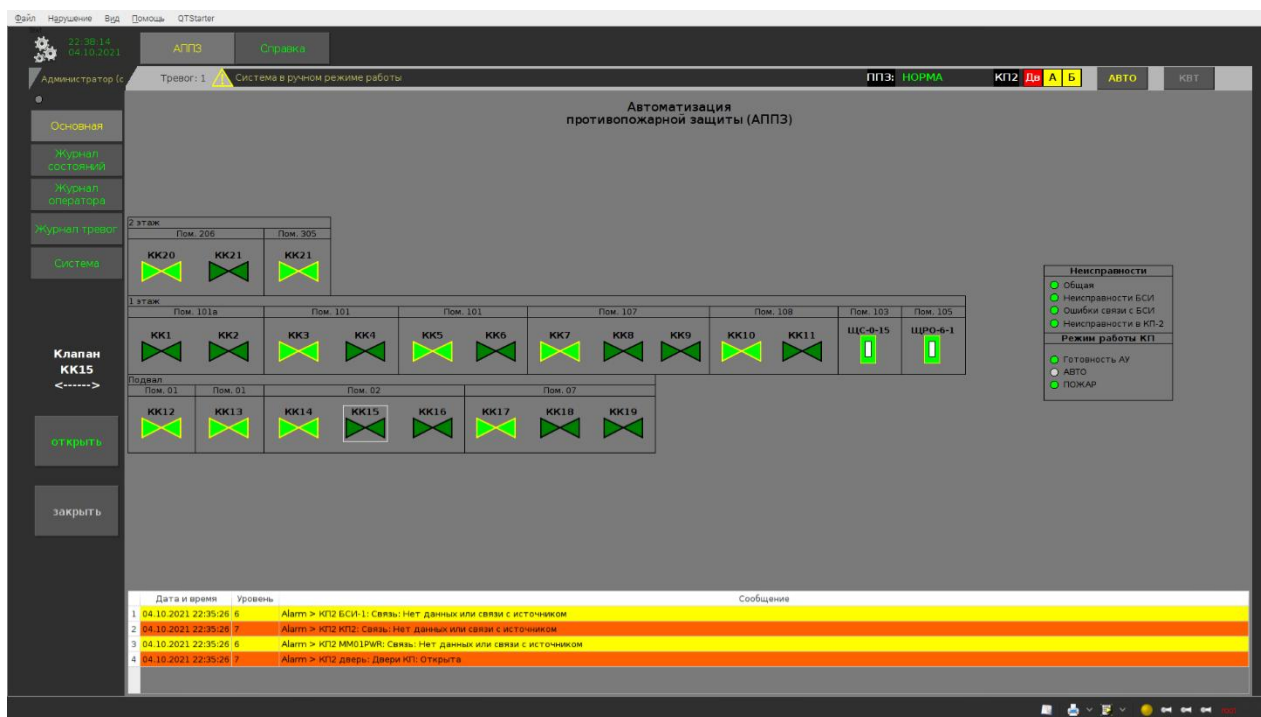 Файл Нарушение Вид Помощь QTStarter
22:38:14
04.10.2021
АППЗ Справка
Администратор (с Тревог: 1 Система в ручном режиме работы ППЗ: НОРМА КП2 Дв А Б АВТО КВТ
Автоматизация
противопожарной защиты (АППЗ)
Основная
Журнал
состояний
Журнал
оператора
Журнал тревог
Система
Клапан
КК15
<------>
открыть
закрыть
2 этаж
Пом. 206 Пом. 305
КК20 КК21 КК21
1 этаж
Пом. 101а Пом. 101 Пом. 101 Пом. 107 Пом. 108 Пом. 103 Пом. 105
КК1 КК2 КК3 КК4 КК5 КК6 КК7 КК8 КК9 КК10 КК11 ЩС-0-15 ЩРО-6-1
Подвал
Пом. 01 Пом. 01 Пом. 02 Пом. 07
КК12 КК13 КК14 КК15 КК16 КК17 КК18 КК19
Неисправности
Общая
Неисправности БСИ
Ошибки связи с БСИ
Неисправности в КП-2
Режим работы КП
Готовность АУ
АВТО
ПОЖАР
Дата и время Уровень Сообщение
1 04.10.2021 22:35:26 6 Alarm > КП2 БСИ-1: Связь: Нет данных или связи с источником
2 04.10.2021 22:35:26 7 Alarm > КП2 КП2: Связь: Нет данных или связи с источником
3 04.10.2021 22:35:26 6 Alarm > КП2 MM01PWR: Связь: Нет данных или связи с источником
4 04.10.2021 22:35:26 7 Alarm > КП2 дверь: Двери КП: Открыта